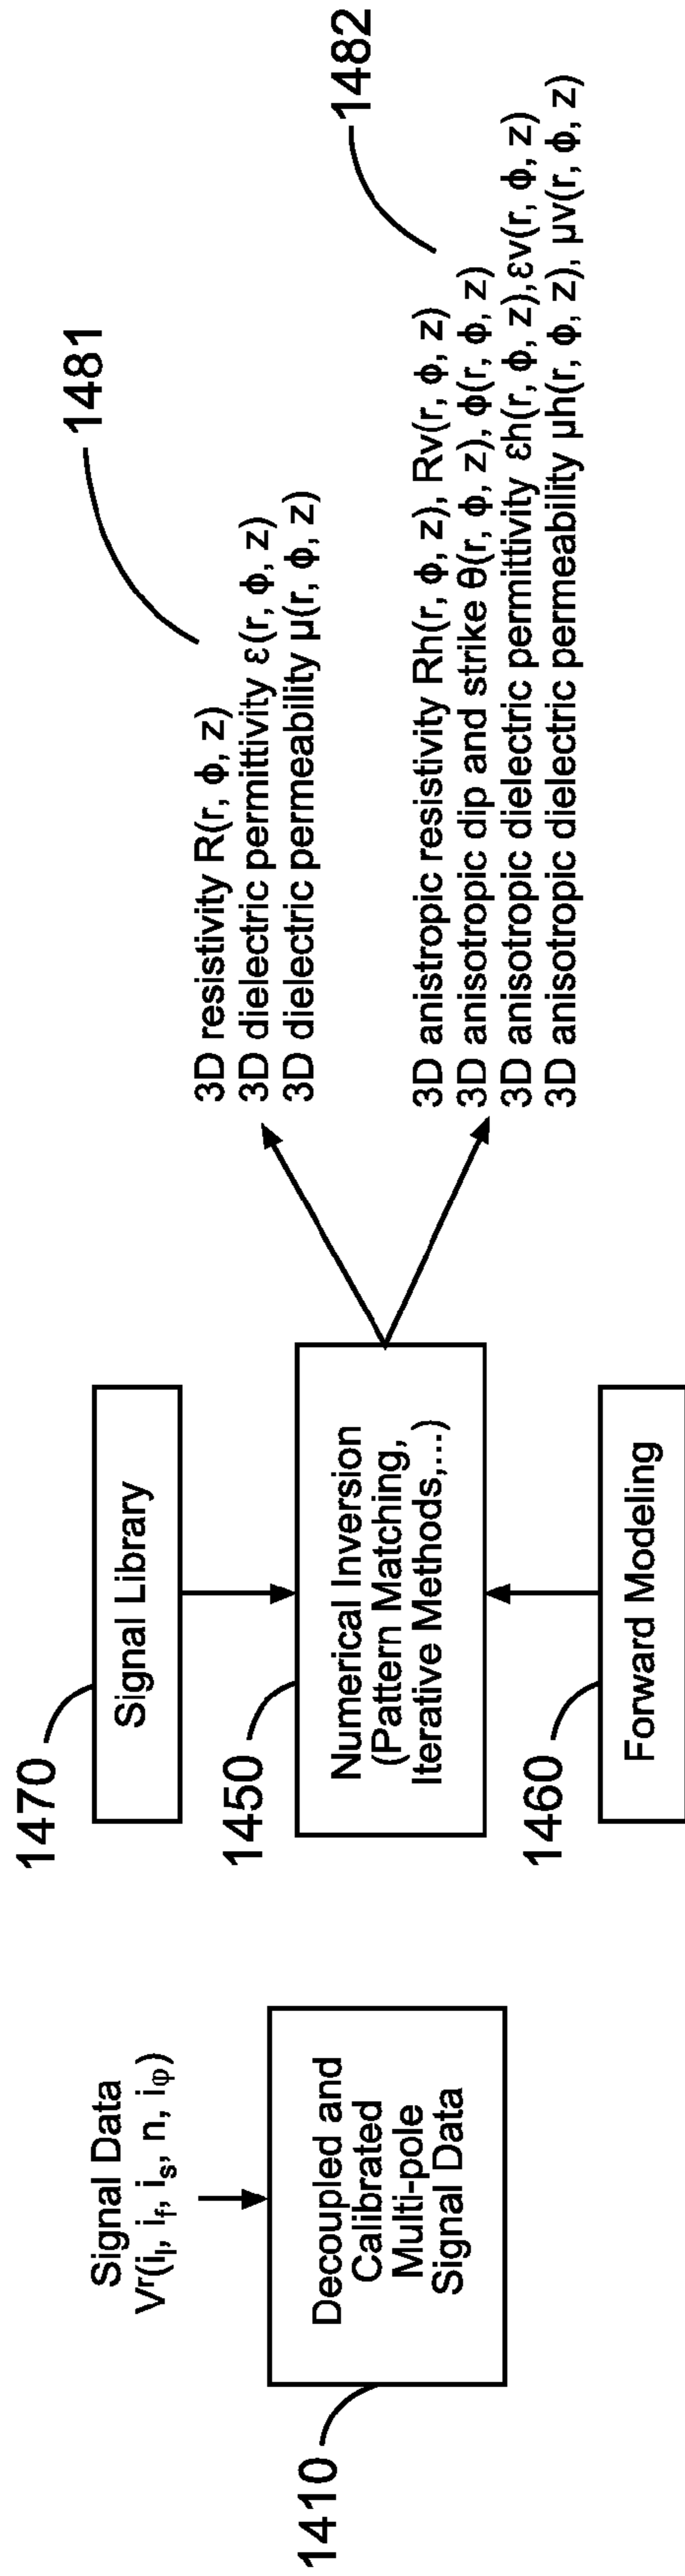 1410
Signal Data
Vʳ(iₗ, i_f, iₛ, n, i_φ)
Decoupled and
Calibrated
Multi-pole
Signal Data
1470
Signal Library
1450
Numerical Inversion
(Pattern Matching,
Iterative Methods,...)
1460
Forward Modeling
1481
3D resistivity R(r, ϕ, z)
3D dielectric permittivity ε(r, ϕ, z)
3D dielectric permeability μ(r, ϕ, z)
1482
3D anistropic resistivity Rh(r, ϕ, z), Rv(r, ϕ, z)
3D anisotropic dip and strike θ(r, ϕ, z), ϕ(r, ϕ, z)
3D anisotropic dielectric permittivity εh(r, ϕ, z),εv(r, ϕ, z)
3D anisotropic dielectric permeability μh(r, ϕ, z), μv(r, ϕ, z)